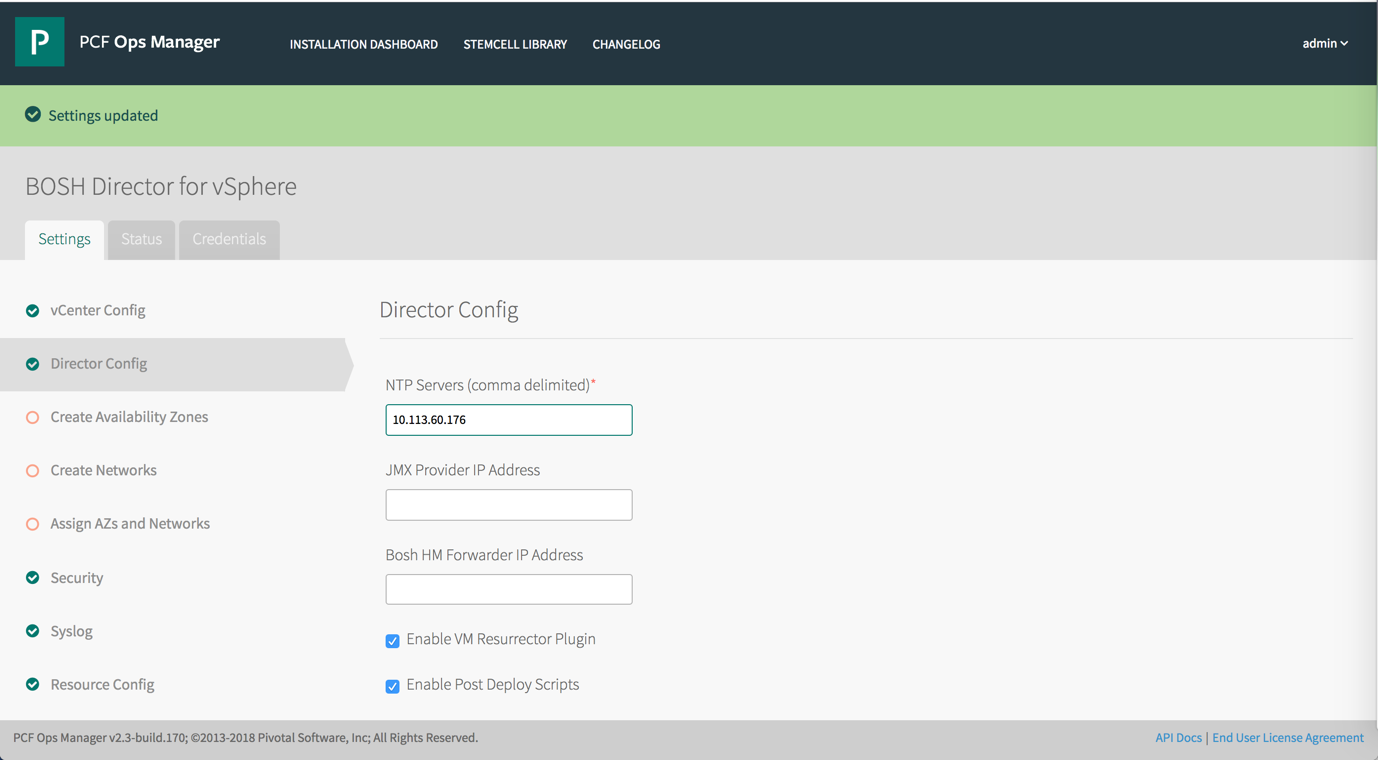 P PCF Ops Manager INSTALLATION DASHBOARD STEMCELL LIBRARY CHANGELOG admin
Settings updated
BOSH Director for vSphere
Settings Status Credentials
vCenter Config
Director Config
Create Availability Zones
Create Networks
Assign AZs and Networks
Security
Syslog
Resource Config
Director Config
NTP Servers (comma delimited)*
10.113.60.176
JMX Provider IP Address
Bosh HM Forwarder IP Address
Enable VM Resurrector Plugin
Enable Post Deploy Scripts
PCF Ops Manager v2.3-build.170; ©2013-2018 Pivotal Software, Inc; All Rights Reserved. API Docs | End User License Agreement